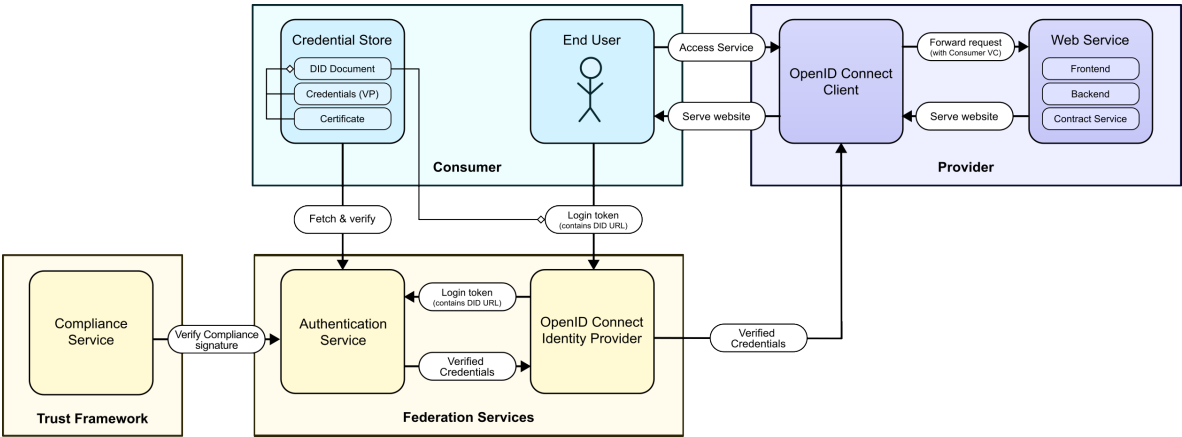 Credential Store
DID Document
Credentials (VP)
Certificate
End User
Consumer
Access Service
Serve website
OpenID Connect
Client
Forward request
(with Consumer VC)
Serve website
Web Service
Frontend
Backend
Contract Service
Provider
Fetch & verify
Login token
(contains DID URL)
Compliance
Service
Trust Framework
Verify Compliance
signature
Authentication
Service
Login token
(contains DID URL)
Verified
Credentials
OpenID Connect
Identity Provider
Federation Services
Verified
Credentials